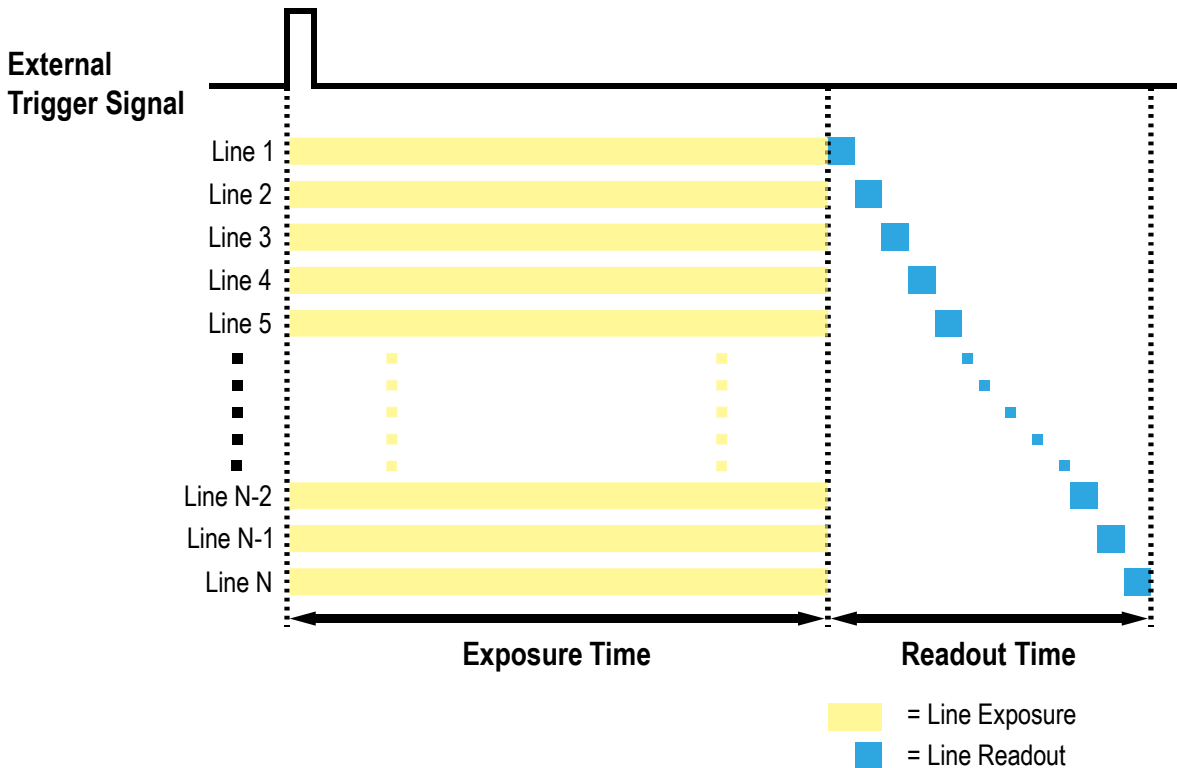 External
Trigger Signal
Line 1
Line 2
Line 3
Line 4
Line 5
Line N-2
Line N-1
Line N
Exposure Time
Readout Time
= Line Exposure
= Line Readout